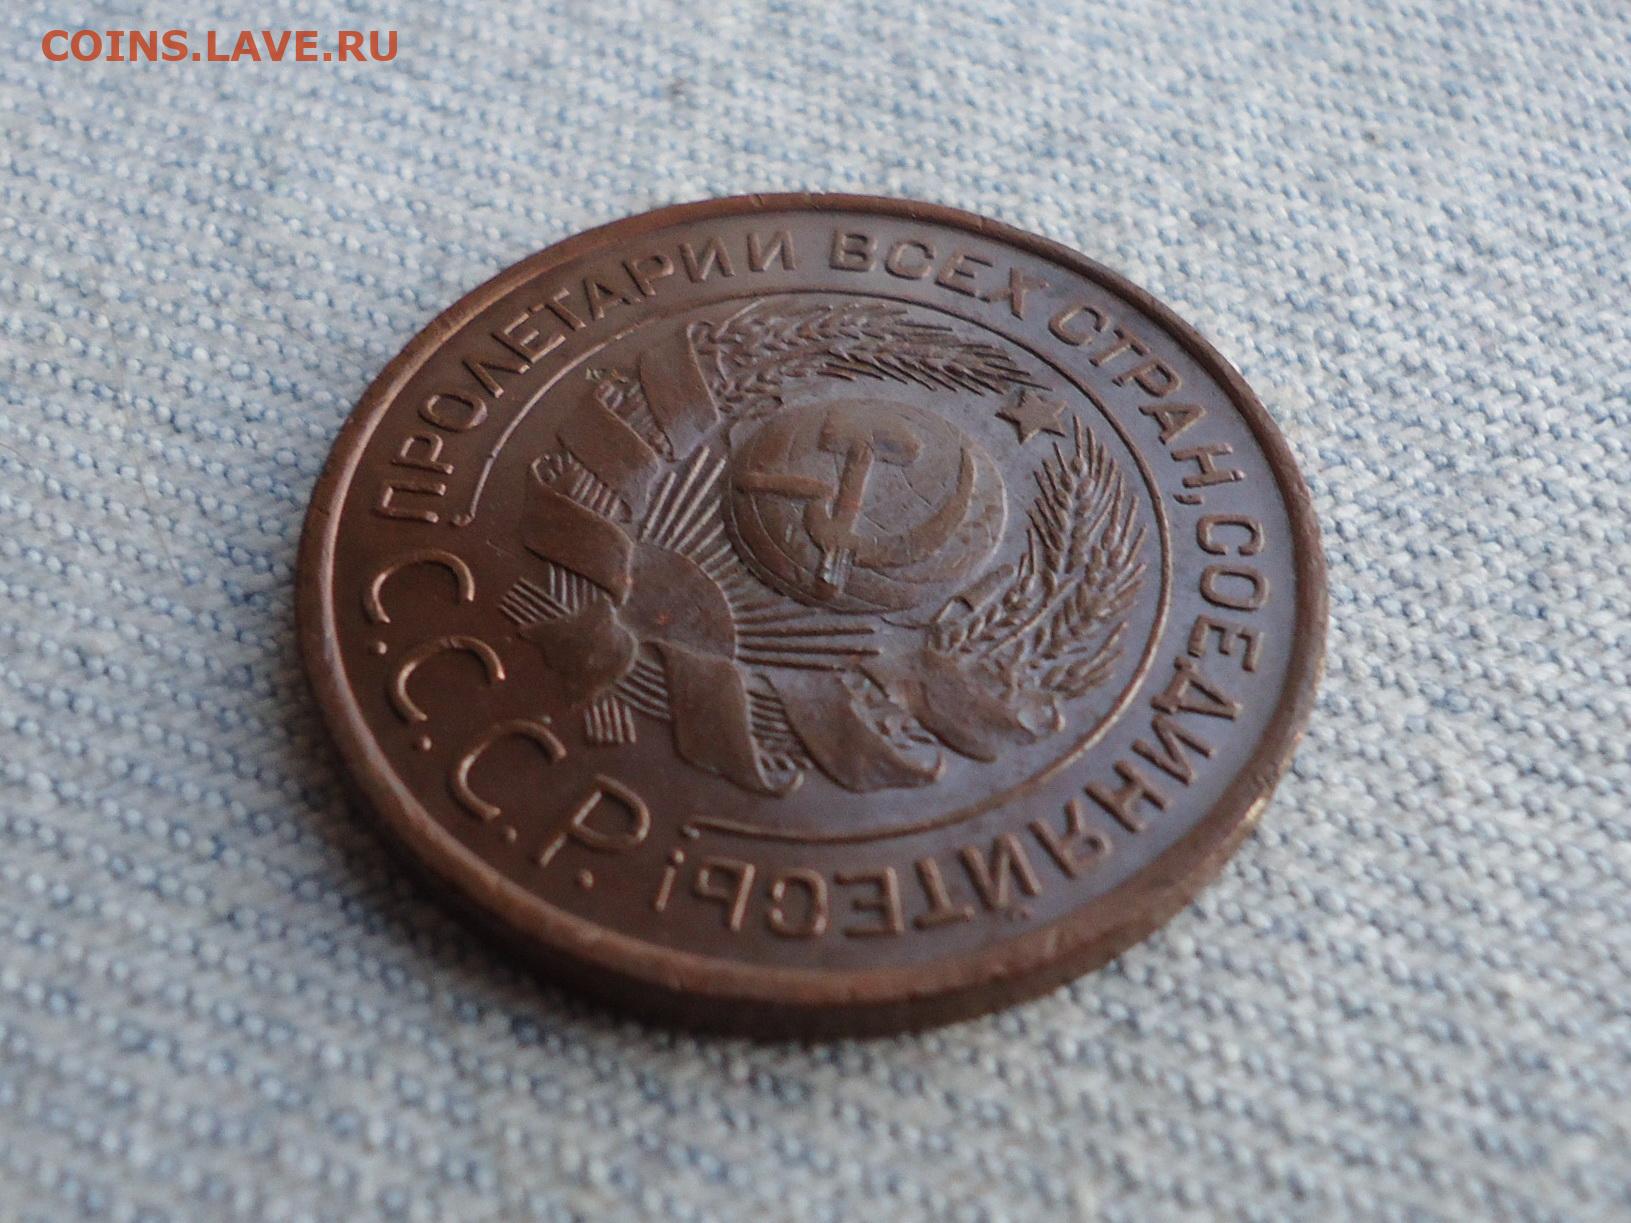 COINS.LAVE.RU
ПРОЛЕТАРИИ ВСЕХ СТРАН, СОЕДИНЯЙТЕСЬ!
С.С.С.Р.